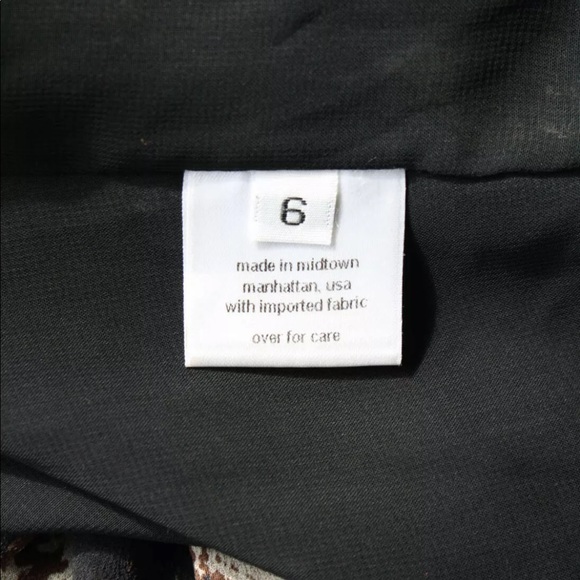 6
made in midtown
manhattan, usa
with imported fabric
over for care